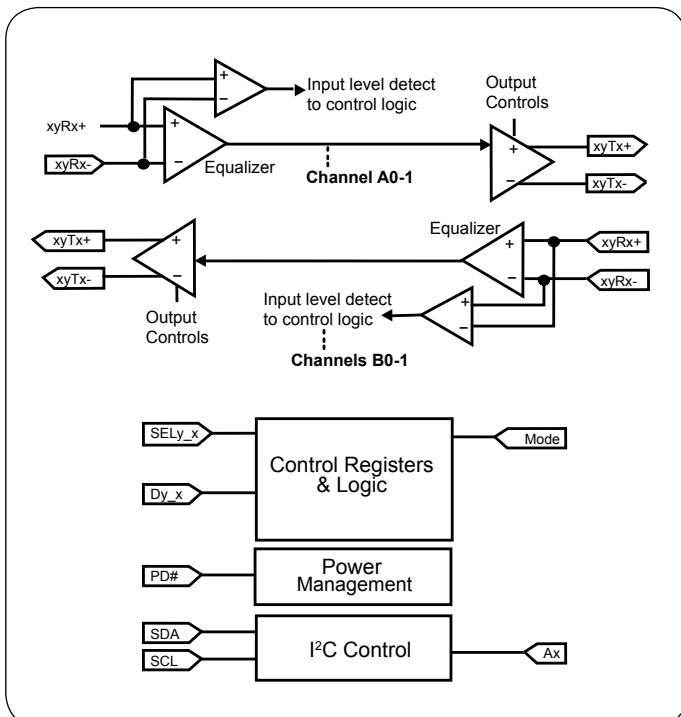 +
−
Input level detect
to control logic
Output
Controls
xyRx+
+
xyRx-
−
Equalizer
Channel A0-1
+
−
xyTx+
xyTx-
xyTx+
+
xyTx-
−
Output
Controls
Equalizer
+
−
xyRx+
xyRx-
Input level detect
to control logic
+
−
Channels B0-1
SELy_x
Dy_x
Control Registers
& Logic
Mode
PD#
Power
Management
SDA
SCL
I²C Control
Ax